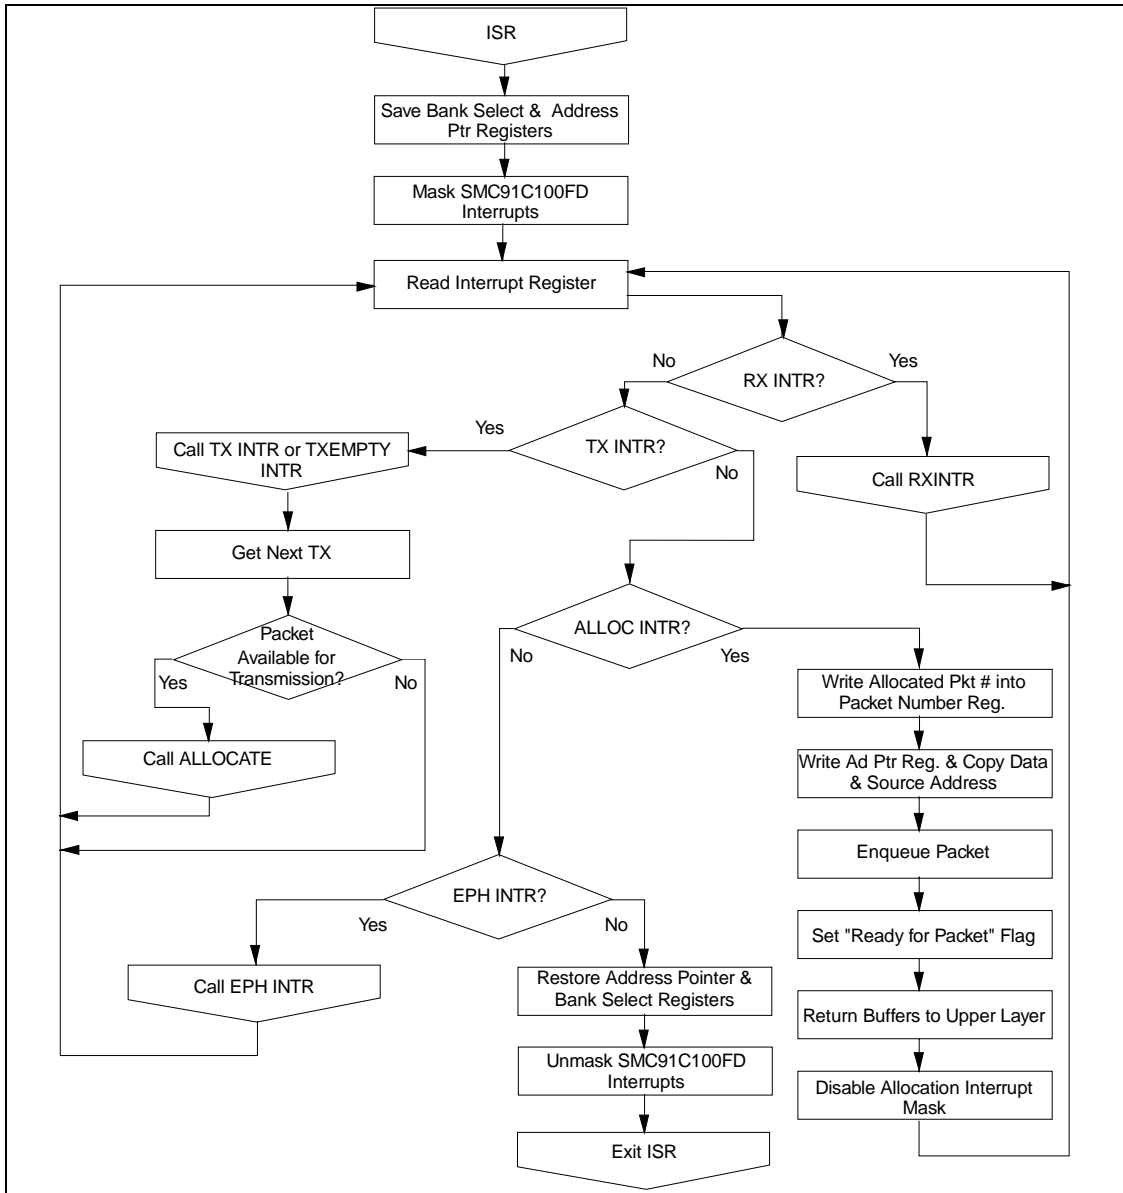 ISR
Save Bank Select & Address
Ptr Registers
Mask SMC91C100FD
Interrupts
Read Interrupt Register
No
Yes
RX INTR?
Yes
TX INTR?
No
Call TX INTR or TXEMPTY
INTR
Call RXINTR
Get Next TX
Packet
Available for
Transmission?
Yes
No
ALLOC INTR?
No
Yes
Write Allocated Pkt # into
Packet Number Reg.
Call ALLOCATE
Write Ad Ptr Reg. & Copy Data
& Source Address
Enqueue Packet
EPH INTR?
Yes
No
Set "Ready for Packet" Flag
Call EPH INTR
Restore Address Pointer &
Bank Select Registers
Return Buffers to Upper Layer
Unmask SMC91C100FD
Interrupts
Disable Allocation Interrupt
Mask
Exit ISR